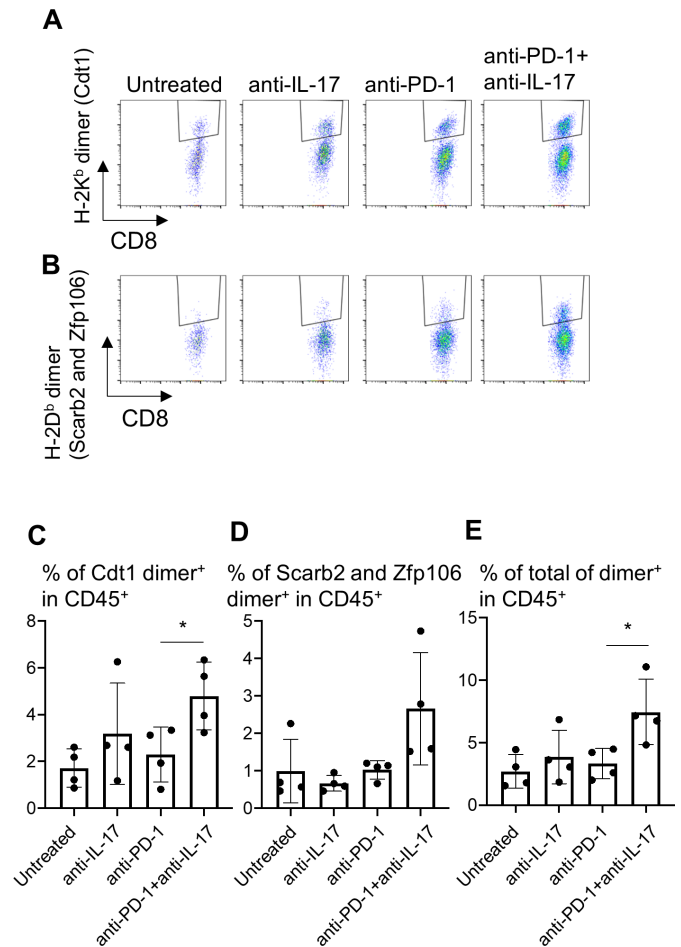 A
Untreated
anti-IL-17
anti-PD-1
anti-PD-1+
anti-IL-17
H-2Kᵇ dimer (Cdt1)
CD8
B
H-2Dᵇ dimer
(Scarb2 and Zfp106)
CD8
C
% of Cdt1 dimer⁺
in CD45⁺
8
6
4
2
0
*
Untreated
anti-IL-17
anti-PD-1
anti-PD-1+anti-IL-17
D
% of Scarb2 and Zfp106
dimer⁺ in CD45⁺
5
4
3
2
1
0
Untreated
anti-IL-17
anti-PD-1
anti-PD-1+anti-IL-17
E
% of total of dimer⁺
in CD45⁺
15
10
5
0
*
Untreated
anti-IL-17
anti-PD-1
anti-PD-1+anti-IL-17